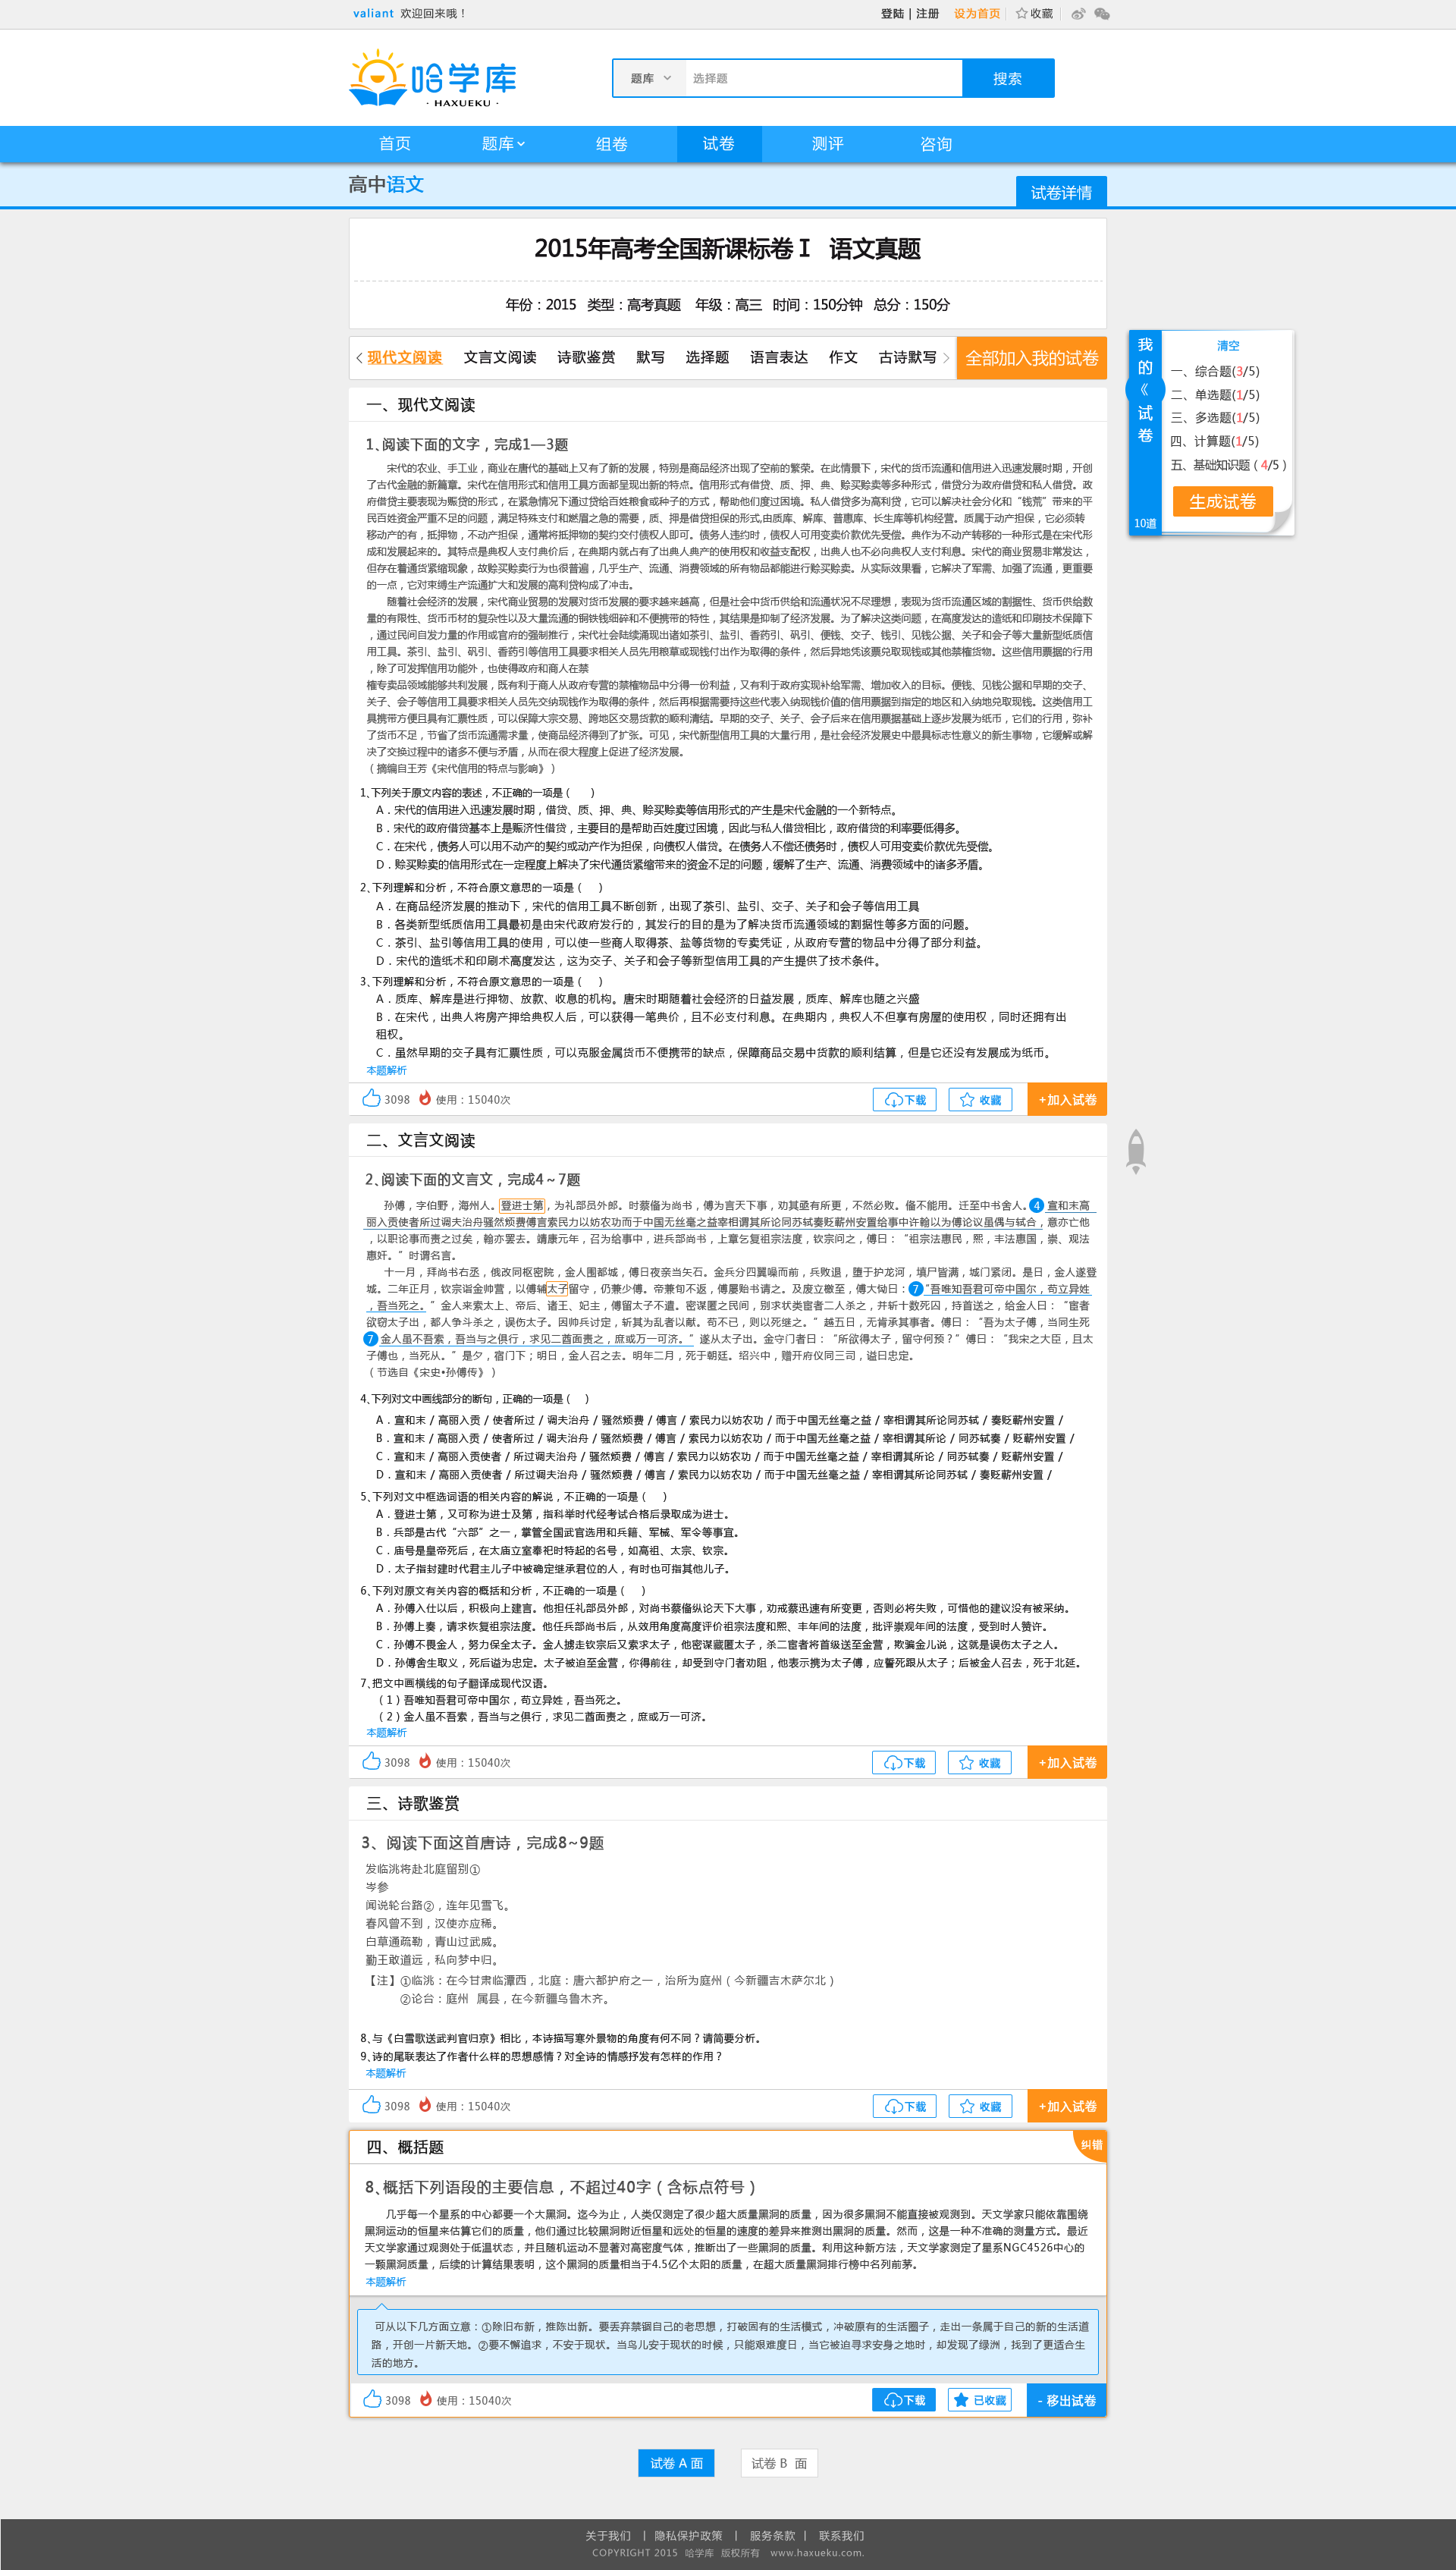 valiant 欢迎回来哦！
登陆 | 注册 设为首页 收藏
哈学库
· HAXUEKU ·
题库 选择题 搜索
首页 题库 组卷 试卷 测评 咨询
高中语文
试卷详情
2015年高考全国新课标卷 I 语文真题
年份：2015 类型：高考真题 年级：高三 时间：150分钟 总分：150分
现代文阅读 文言文阅读 诗歌鉴赏 默写 选择题 语言表达 作文 古诗默写 全部加入我的试卷
我的《试卷
10道
清空
一、综合题(3/5)
二、单选题(1/5)
三、多选题(1/5)
四、计算题(1/5)
五、基础知识题（4/5）
生成试卷
一、现代文阅读
1、阅读下面的文字，完成1—3题
宋代的农业、手工业，商业在唐代的基础上又有了新的发展，特别是商品经济出现了空前的繁荣。在此情景下，宋代的货币流通和信用进入迅速发展时期，开创
了古代金融的新篇章。宋代在信用形式和信用工具方面都呈现出新的特点。信用形式有借贷、质、押、典、赊买赊卖等多种形式，借贷分为政府借贷和私人借贷。政
府借贷主要表现为赈贷的形式，在紧急情况下通过贷给百姓粮食或种子的方式，帮助他们度过困境。私人借贷多为高利贷，它可以解决社会分化和“钱荒”带来的平
民百姓资金严重不足的问题，满足特殊支付和燃眉之急的需要，质、押是借贷担保的形式,由质库、解库、普惠库、长生库等机构经营。质属于动产担保，它必须转
移动产的有，抵押物，不动产担保，通常将抵押物的契约交付债权人即可。债务人违约时，债权人可用变卖价款优先受偿。典作为不动产转移的一种形式是在宋代形
成和发展起来的。其特点是典权人支付典价后，在典期内就占有了出典人典产的使用权和收益支配权，出典人也不必向典权人支付利息。宋代的商业贸易非常发达，
但存在着通货紧缩现象，故赊买赊卖行为也很普遍，几乎生产、流通、消费领域的所有物品都能进行赊买赊卖。从实际效果看，它解决了军需、加强了流通，更重要
的一点，它对束缚生产流通扩大和发展的高利贷构成了冲击。
随着社会经济的发展，宋代商业贸易的发展对货币发展的要求越来越高，但是社会中货币供给和流通状况不尽理想，表现为货币流通区域的割据性、货币供给数
量的有限性、货币币材的复杂性以及大量流通的铜铁钱细碎和不便携带的特性，其结果是抑制了经济发展。为了解决这类问题，在高度发达的造纸和印刷技术保障下
，通过民间自发力量的作用或官府的强制推行，宋代社会陆续涌现出诸如茶引、盐引、香药引、矾引、便钱、交子、钱引、见钱公据、关子和会子等大量新型纸质信
用工具。茶引、盐引、矾引、香药引等信用工具要求相关人员先用粮草或现钱付出作为取得的条件，然后异地凭该票兑取现钱或其他禁榷货物。这些信用票据的行用
，除了可发挥信用功能外，也使得政府和商人在禁
榷专卖品领域能够共利发展，既有利于商人从政府专营的禁榷物品中分得一份利益，又有利于政府实现补给军需、增加收入的目标。便钱、见钱公据和早期的交子、
关子、会子等信用工具要求相关人员先交纳现钱作为取得的条件，然后再根据需要持这些代表入纳现钱价值的信用票据到指定的地区和入纳地兑取现钱。这类信用工
具携带方便且具有汇票性质，可以保障大宗交易、跨地区交易货款的顺利清结。早期的交子、关子、会子后来在信用票据基础上逐步发展为纸币，它们的行用，弥补
了货币不足，节省了货币流通需求量，使商品经济得到了扩张。可见，宋代新型信用工具的大量行用，是社会经济发展史中最具标志性意义的新生事物，它缓解或解
决了交换过程中的诸多不便与矛盾，从而在很大程度上促进了经济发展。
（摘编自王芳《宋代信用的特点与影响》）
1、下列关于原文内容的表述，不正确的一项是（ ）
A．宋代的信用进入迅速发展时期，借贷、质、押、典、赊买赊卖等信用形式的产生是宋代金融的一个新特点。
B．宋代的政府借贷基本上是赈济性借贷，主要目的是帮助百姓度过困境，因此与私人借贷相比，政府借贷的利率要低得多。
C．在宋代，债务人可以用不动产的契约或动产作为担保，向债权人借贷。在债务人不偿还债务时，债权人可用变卖价款优先受偿。
D．赊买赊卖的信用形式在一定程度上解决了宋代通货紧缩带来的资金不足的问题，缓解了生产、流通、消费领域中的诸多矛盾。
2、下列理解和分析，不符合原文意思的一项是（ ）
A．在商品经济发展的推动下，宋代的信用工具不断创新，出现了茶引、盐引、交子、关子和会子等信用工具
B．各类新型纸质信用工具最初是由宋代政府发行的，其发行的目的是为了解决货币流通领域的割据性等多方面的问题。
C．茶引、盐引等信用工具的使用，可以使一些商人取得茶、盐等货物的专卖凭证，从政府专营的物品中分得了部分利益。
D．宋代的造纸术和印刷术高度发达，这为交子、关子和会子等新型信用工具的产生提供了技术条件。
3、下列理解和分析，不符合原文意思的一项是（ ）
A．质库、解库是进行押物、放款、收息的机构。唐宋时期随着社会经济的日益发展，质库、解库也随之兴盛
B．在宋代，出典人将房产押给典权人后，可以获得一笔典价，且不必支付利息。在典期内，典权人不但享有房屋的使用权，同时还拥有出
租权。
C．虽然早期的交子具有汇票性质，可以克服金属货币不便携带的缺点，保障商品交易中货款的顺利结算，但是它还没有发展成为纸币。
本题解析
3098 使用：15040次 下载 收藏 +加入试卷
二、文言文阅读
2、阅读下面的文言文，完成4～7题
孙傅，字伯野，海州人。登进士第，为礼部员外郎。时蔡翛为尚书，傅为言天下事，劝其亟有所更，不然必败。翛不能用。迁至中书舍人。4 宣和末高
丽入贡使者所过调夫治舟骚然烦费傅言索民力以妨农功而于中国无丝毫之益宰相谓其所论同苏轼奏贬蕲州安置给事中许翰以为傅论议虽偶与轼合，意亦亡他
，以职论事而责之过矣，翰亦罢去。靖康元年，召为给事中，进兵部尚书，上章乞复祖宗法度，钦宗问之，傅日：“祖宗法惠民，熙，丰法惠国，崇、观法
惠奸。”时谓名言。
十一月，拜尚书右丞，俄改同枢密院，金人围都城，傅日夜亲当矢石。金兵分四翼噪而前，兵败退，堕于护龙河，填尸皆满，城门紧闭。是日，金人遂登
城。二年正月，钦宗诣金帅营，以傅辅太子留守，仍兼少傅。帝兼旬不返，傅屡贻书请之。及废立檄至，傅大恸日：7“吾唯知吾君可帝中国尔，苟立异姓
，吾当死之。”金人来索太上、帝后、诸王、妃主，傅留太子不遣。密谋匿之民间，别求状类宦者二人杀之，并斩十数死囚，持首送之，给金人日：“宦者
欲窃太子出，都人争斗杀之，误伤太子。因帅兵讨定，斩其为乱者以献。苟不已，则以死继之。”越五日，无肯承其事者。傅日：“吾为太子傅，当同生死
7 金人虽不吾索，吾当与之俱行，求见二酋面责之，庶或万一可济。”遂从太子出。金守门者日：“所欲得太子，留守何预？”傅日：“我宋之大臣，且太
子傅也，当死从。”是夕，宿门下；明日，金人召之去。明年二月，死于朝廷。绍兴中，赠开府仪同三司，谥日忠定。
（节选自《宋史•孙傅传》）
4、下列对文中画线部分的断句，正确的一项是（ ）
A．宣和末 / 高丽入贡 / 使者所过 / 调夫治舟 / 骚然烦费 / 傅言 / 索民力以妨农功 / 而于中国无丝毫之益 / 宰相谓其所论同苏轼 / 奏贬蕲州安置 /
B．宣和末 / 高丽入贡 / 使者所过 / 调夫治舟 / 骚然烦费 / 傅言 / 索民力以妨农功 / 而于中国无丝毫之益 / 宰相谓其所论 / 同苏轼奏 / 贬蕲州安置 /
C．宣和末 / 高丽入贡使者 / 所过调夫治舟 / 骚然烦费 / 傅言 / 索民力以妨农功 / 而于中国无丝毫之益 / 宰相谓其所论 / 同苏轼奏 / 贬蕲州安置 /
D．宣和末 / 高丽入贡使者 / 所过调夫治舟 / 骚然烦费 / 傅言 / 索民力以妨农功 / 而于中国无丝毫之益 / 宰相谓其所论同苏轼 / 奏贬蕲州安置 /
5、下列对文中框选词语的相关内容的解说，不正确的一项是（ ）
A．登进士第，又可称为进士及第，指科举时代经考试合格后录取成为进士。
B．兵部是古代“六部”之一，掌管全国武官选用和兵籍、军械、军令等事宜。
C．庙号是皇帝死后，在太庙立室奉祀时特起的名号，如高祖、太宗、钦宗。
D．太子指封建时代君主儿子中被确定继承君位的人，有时也可指其他儿子。
6、下列对原文有关内容的概括和分析，不正确的一项是（ ）
A．孙傅入仕以后，积极向上建言。他担任礼部员外郎，对尚书蔡翛纵论天下大事，劝戒蔡迅速有所变更，否则必将失败，可惜他的建议没有被采纳。
B．孙傅上奏，请求恢复祖宗法度。他任兵部尚书后，从效用角度高度评价祖宗法度和熙、丰年间的法度，批评崇观年间的法度，受到时人赞许。
C．孙傅不畏金人，努力保全太子。金人掳走钦宗后又索求太子，他密谋藏匿太子，杀二宦者将首级送至金营，欺骗金儿说，这就是误伤太子之人。
D．孙傅舍生取义，死后谥为忠定。太子被迫至金营，你得前往，却受到守门者劝阻，他表示携为太子傅，应誓死跟从太子；后被金人召去，死于北延。
7、把文中画横线的句子翻译成现代汉语。
（1）吾唯知吾君可帝中国尔，苟立异姓，吾当死之。
（2）金人虽不吾索，吾当与之俱行，求见二酋面责之，庶或万一可济。
本题解析
3098 使用：15040次 下载 收藏 +加入试卷
三、诗歌鉴赏
3、阅读下面这首唐诗，完成8~9题
发临洮将赴北庭留别①
岑参
闻说轮台路②，连年见雪飞。
春风曾不到，汉使亦应稀。
白草通疏勒，青山过武威。
勤王敢道远，私向梦中归。
【注】①临洮：在今甘肃临潭西，北庭：唐六都护府之一，治所为庭州（今新疆吉木萨尔北）
②论台：庭州 属县，在今新疆乌鲁木齐。
8、与《白雪歌送武判官归京》相比，本诗描写寒外景物的角度有何不同？请简要分析。
9、诗的尾联表达了作者什么样的思想感情？对全诗的情感抒发有怎样的作用？
本题解析
3098 使用：15040次 下载 收藏 +加入试卷
四、概括题
纠错
8、概括下列语段的主要信息，不超过40字（含标点符号）
几乎每一个星系的中心都要一个大黑洞。迄今为止，人类仅测定了很少超大质量黑洞的质量，因为很多黑洞不能直接被观测到。天文学家只能依靠围绕
黑洞运动的恒星来估算它们的质量，他们通过比较黑洞附近恒星和远处的恒星的速度的差异来推测出黑洞的质量。然而，这是一种不准确的测量方式。最近
天文学家通过观测处于低温状态，并且随机运动不显著对高密度气体，推断出了一些黑洞的质量。利用这种新方法，天文学家测定了星系NGC4526中心的
一颗黑洞质量，后续的计算结果表明，这个黑洞的质量相当于4.5亿个太阳的质量，在超大质量黑洞排行榜中名列前茅。
本题解析
可从以下几方面立意：①除旧布新，推陈出新。要丢弃禁锢自己的老思想，打破固有的生活模式，冲破原有的生活圈子，走出一条属于自己的新的生活道
路，开创一片新天地。②要不懈追求，不安于现状。当鸟儿安于现状的时候，只能艰难度日，当它被迫寻求安身之地时，却发现了绿洲，找到了更适合生
活的地方。
3098 使用：15040次 下载 已收藏 - 移出试卷
试卷 A 面 试卷 B 面
关于我们 | 隐私保护政策 | 服务条款 | 联系我们
COPYRIGHT 2015 哈学库 版权所有 www.haxueku.com.